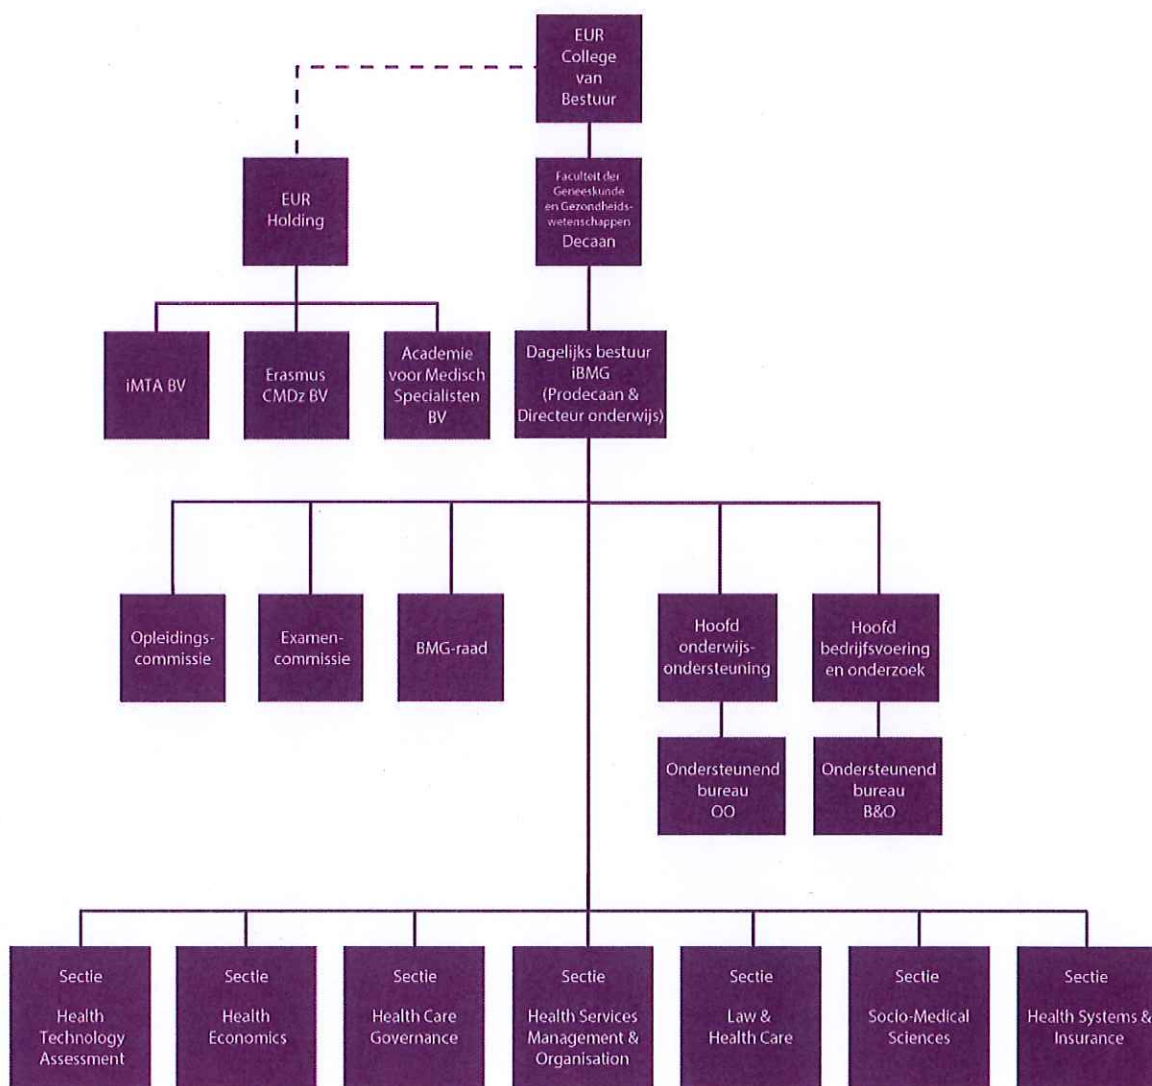 EUR
College
van
Bestuur
EUR
Holding
Faculteit der
Geneeskunde
en Gezondheids-
wetenschappen
Decaan
iMTA BV
Erasmus
CMDz BV
Academie
voor Medisch
Specialisten
BV
Dagelijks bestuur
iBMG
(Prodecaan &
Directeur onderwijs)
Opleidings-
commissie
Examen-
commissie
BMG-raad
Hoofd
onderwijs-
ondersteuning
Hoofd
bedrijfsvoering
en onderzoek
Ondersteunend
bureau
OO
Ondersteunend
bureau
B&O
Sectie
Health
Technology
Assessment
Sectie
Health
Economics
Sectie
Health Care
Governance
Sectie
Health Services
Management &
Organisation
Sectie
Law &
Health Care
Sectie
Socio-Medical
Sciences
Sectie
Health Systems &
Insurance